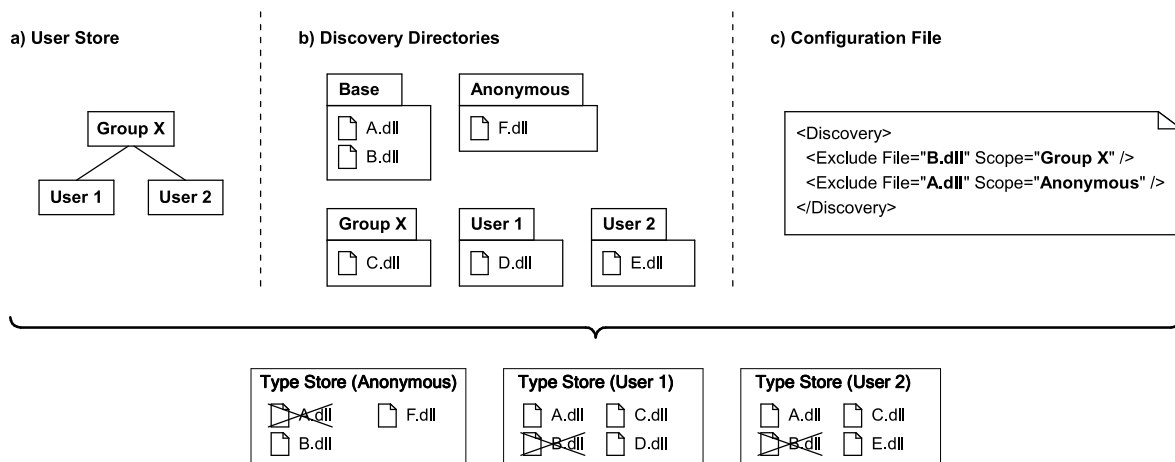 a) User Store
b) Discovery Directories
c) Configuration File
Group X
User 1
User 2
Base
A.dll
B.dll
Anonymous
F.dll
Group X
C.dll
User 1
D.dll
User 2
E.dll
<Discovery>
<Exclude File="B.dll" Scope="Group X" />
<Exclude File="A.dll" Scope="Anonymous" />
</Discovery>
Type Store (Anonymous)
A.dll F.dll
B.dll
Type Store (User 1)
A.dll C.dll
B.dll D.dll
Type Store (User 2)
A.dll C.dll
B.dll E.dll